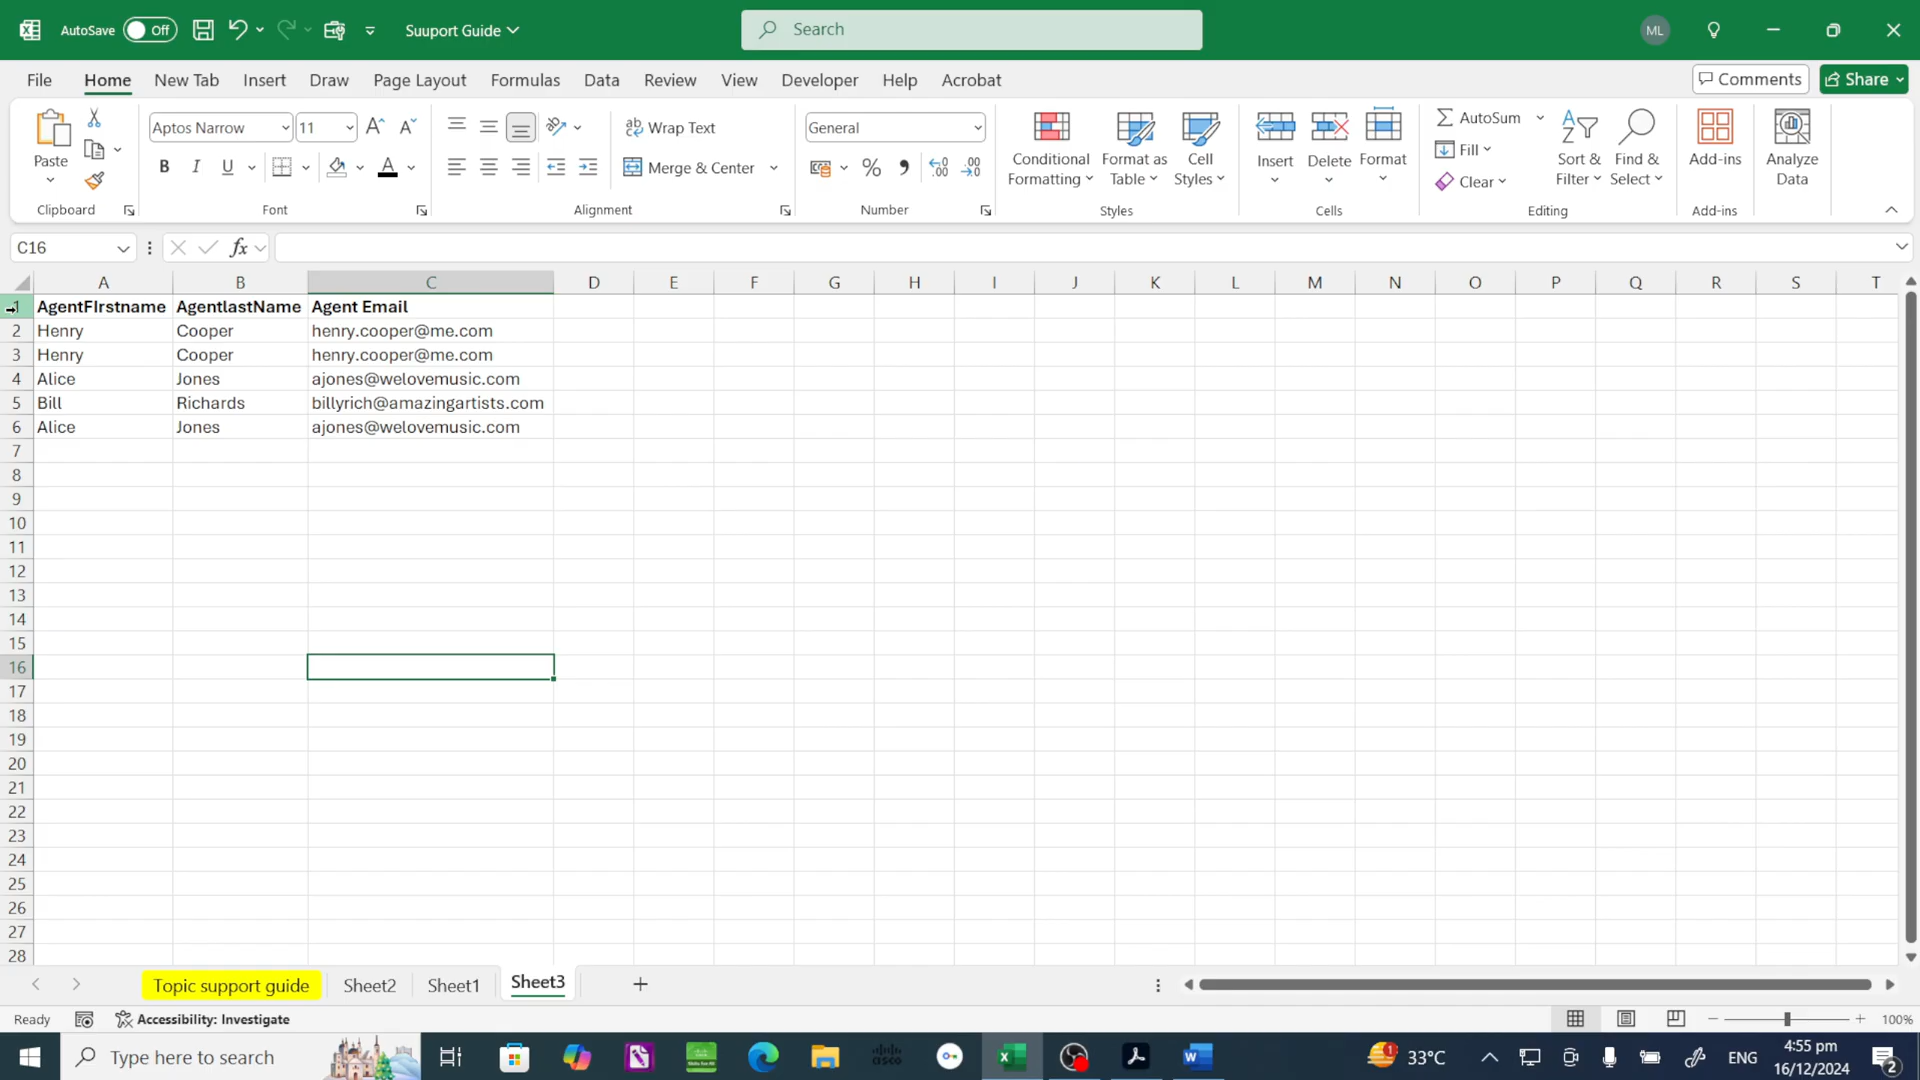 AutoSave Off Suuport Guide Search ML
File Home New Tab Insert Draw Page Layout Formulas Data Review View Developer Help Acrobat Comments Share
Paste Aptos Narrow 11 Wrap Text General Conditional Formatting Format as Table Cell Styles Insert Delete Format AutoSum Fill Clear Sort & Filter Find & Select Add-ins Analyze Data
B I U Merge & Center %
Clipboard Font Alignment Number Styles Cells Editing Add-ins
C16 fx
A B C D E F G H I J K L M N O P Q R S T
1 AgentFIrstname AgentlastName Agent Email
2 Henry Cooper henry.cooper@me.com
3 Henry Cooper henry.cooper@me.com
4 Alice Jones ajones@welovemusic.com
5 Bill Richards billyrich@amazingartists.com
6 Alice Jones ajones@welovemusic.com
7
8
9
10
11
12
13
14
15
16
17
18
19
20
21
22
23
24
25
26
27
28
Topic support guide Sheet2 Sheet1 Sheet3
Ready Accessibility: Investigate 100%
Type here to search 33°C ENG 4:55 pm
16/12/2024 2